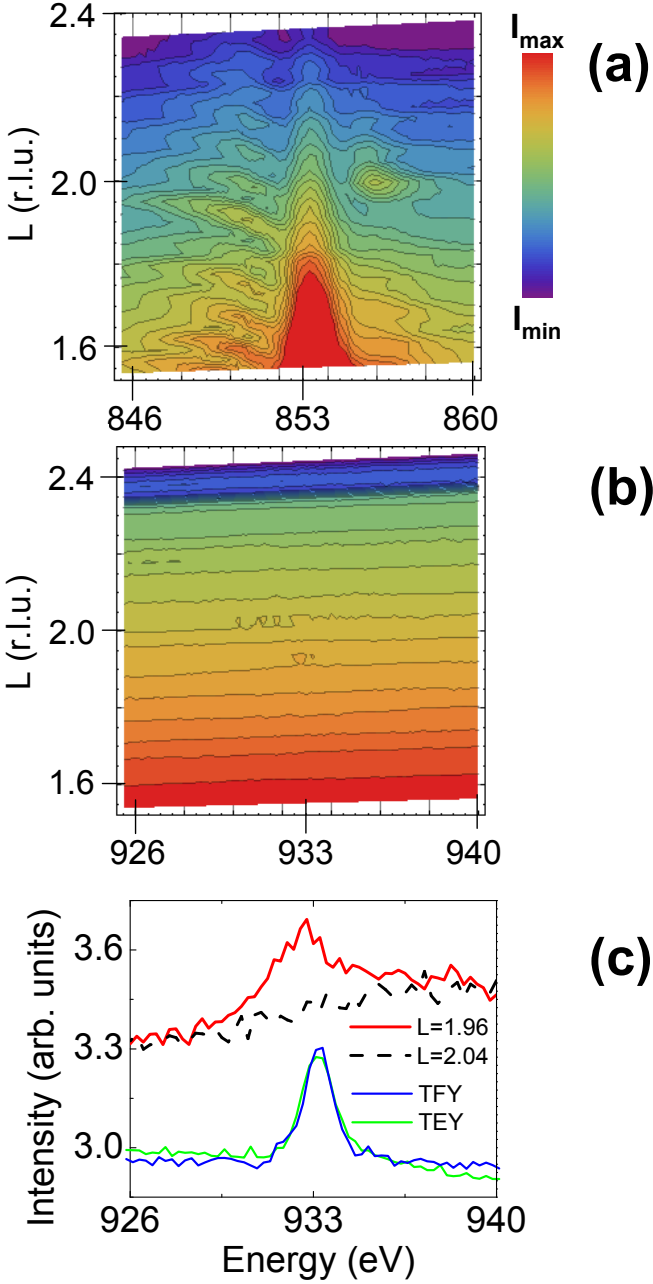 2.4
2.0
1.6
L (r.l.u.)
846
853
860
Imax
Imin
(a)
2.4
2.0
1.6
L (r.l.u.)
926
933
940
(b)
3.6
3.3
3.0
Intensity (arb. units)
L=1.96
L=2.04
TFY
TEY
926
933
940
Energy (eV)
(c)